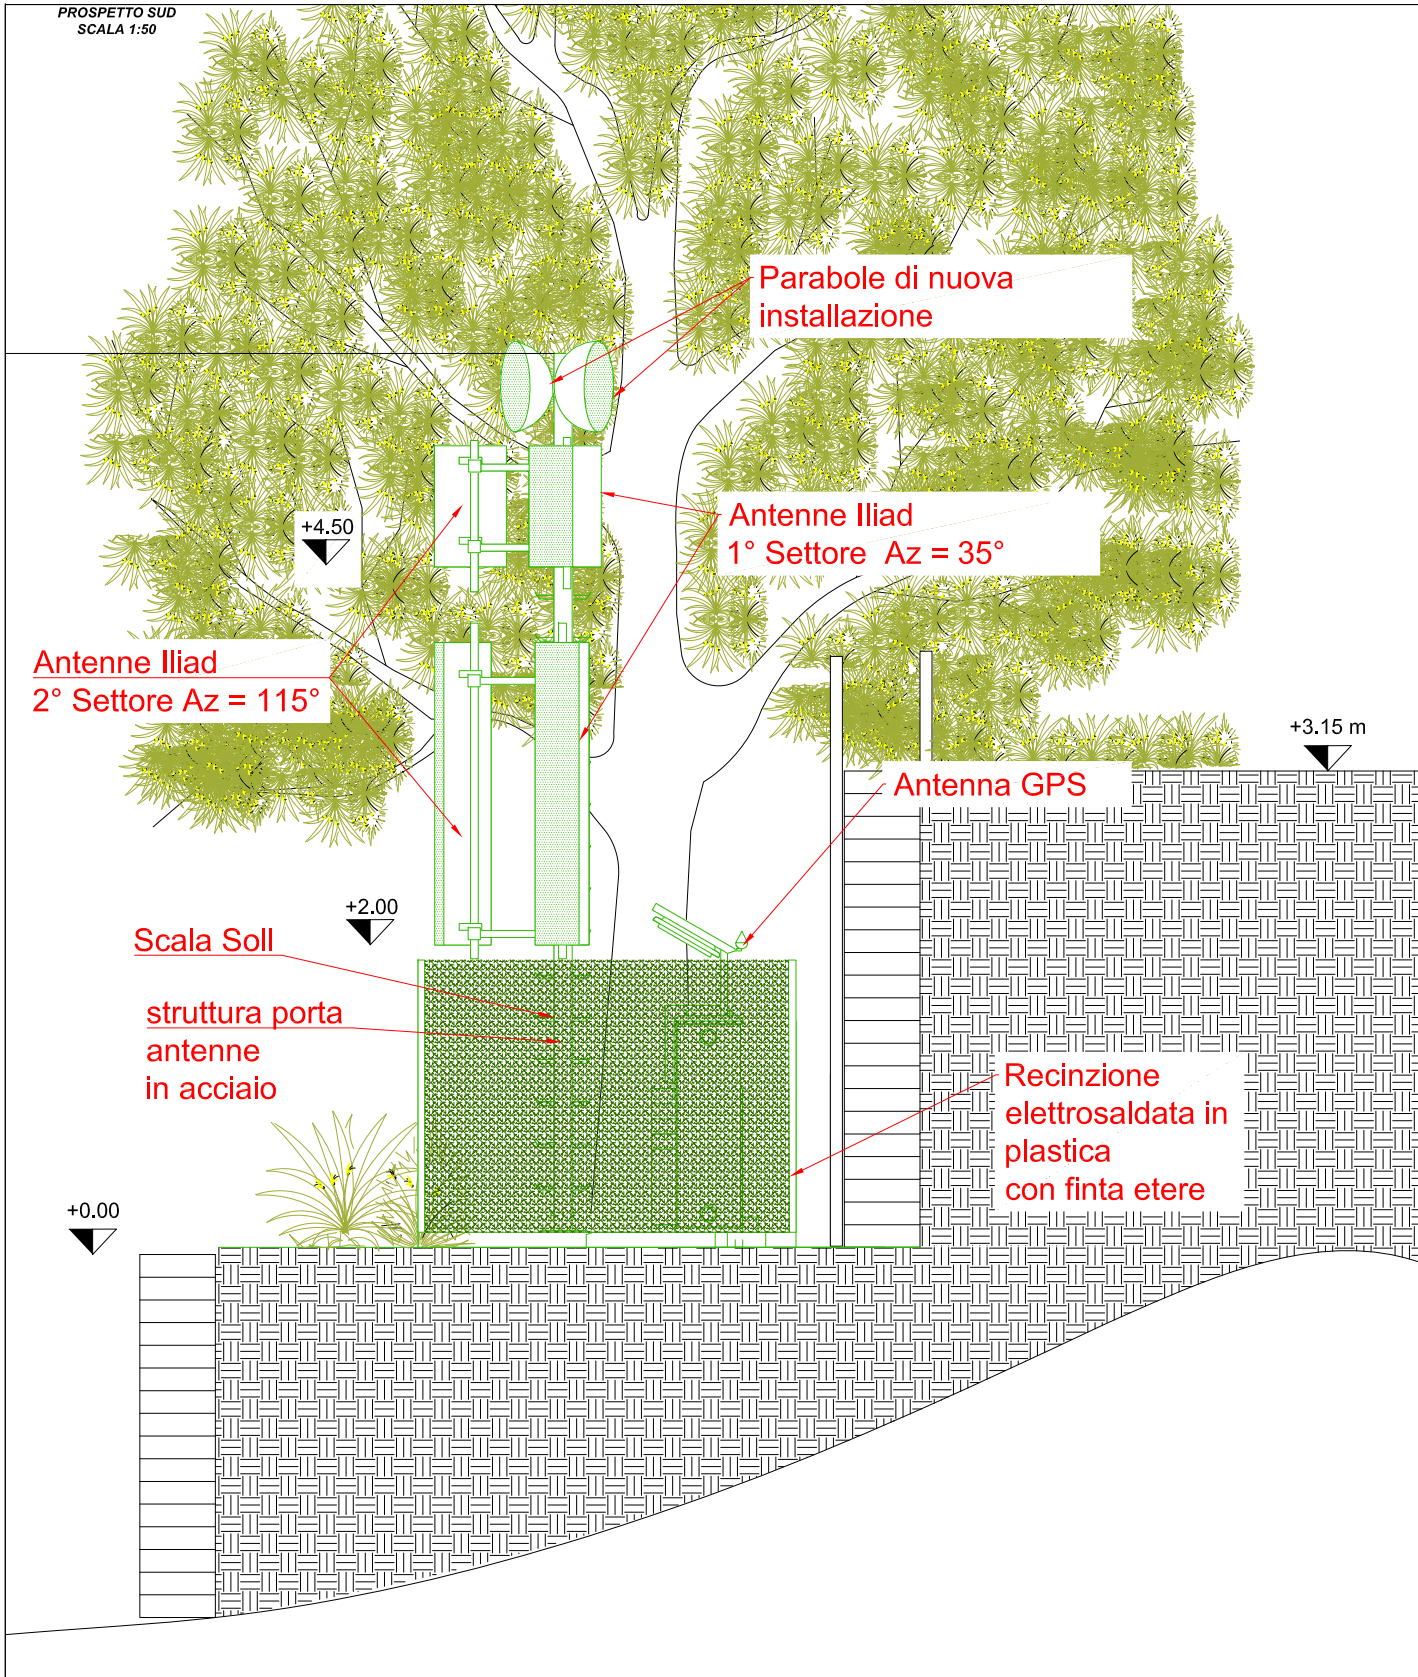 PROSPETTO SUD
SCALA 1:50
Parabole di nuova
installazione
+4.50
Antenne Iliad
1° Settore Az = 35°
Antenne Iliad
2° Settore Az = 115°
+3.15 m
Antenna GPS
+2.00
Scala Soll
struttura porta
antenne
in acciaio
Recinzione
elettrosaldata in
plastica
con finta etere
+0.00